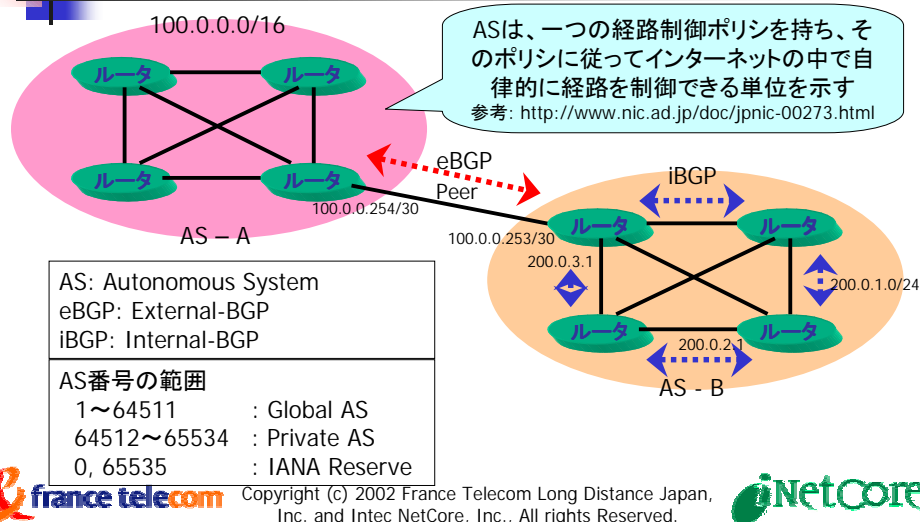 100.0.0.0/16
ASは、一つの経路制御ポリシを持ち、そ
のポリシに従ってインターネットの中で自
律的に経路を制御できる単位を示す
参考: http://www.nic.ad.jp/doc/jpnic-00273.html
ルータ
ルータ
ルータ
ルータ
100.0.0.254/30
AS – A
eBGP
Peer
iBGP
100.0.0.253/30
ルータ
ルータ
200.0.3.1
200.0.1.0/24
ルータ
ルータ
200.0.2.1
AS - B
AS: Autonomous System
eBGP: External-BGP
iBGP: Internal-BGP
AS番号の範囲
1～64511 : Global AS
64512～65534 : Private AS
0, 65535 : IANA Reserve
france telecom
Copyright (c) 2002 France Telecom Long Distance Japan,
Inc. and Intec NetCore, Inc., All rights Reserved.
iNetCore